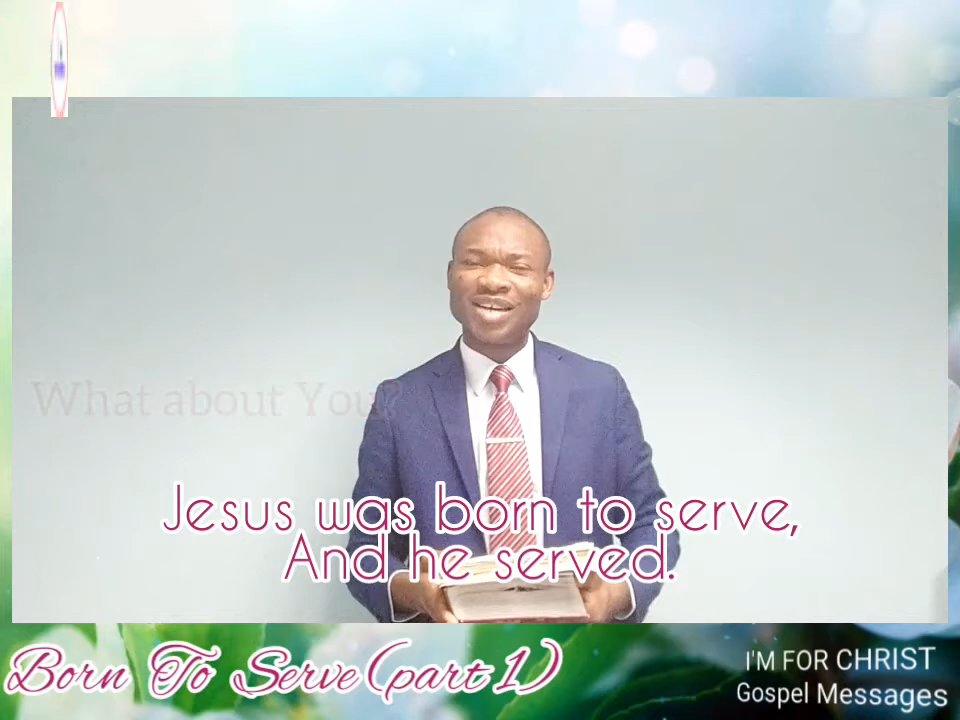 What about You?
Jesus was born to serve,
And he served.
Born To Serve (part 1)
I'M FOR CHRIST
Gospel Messages